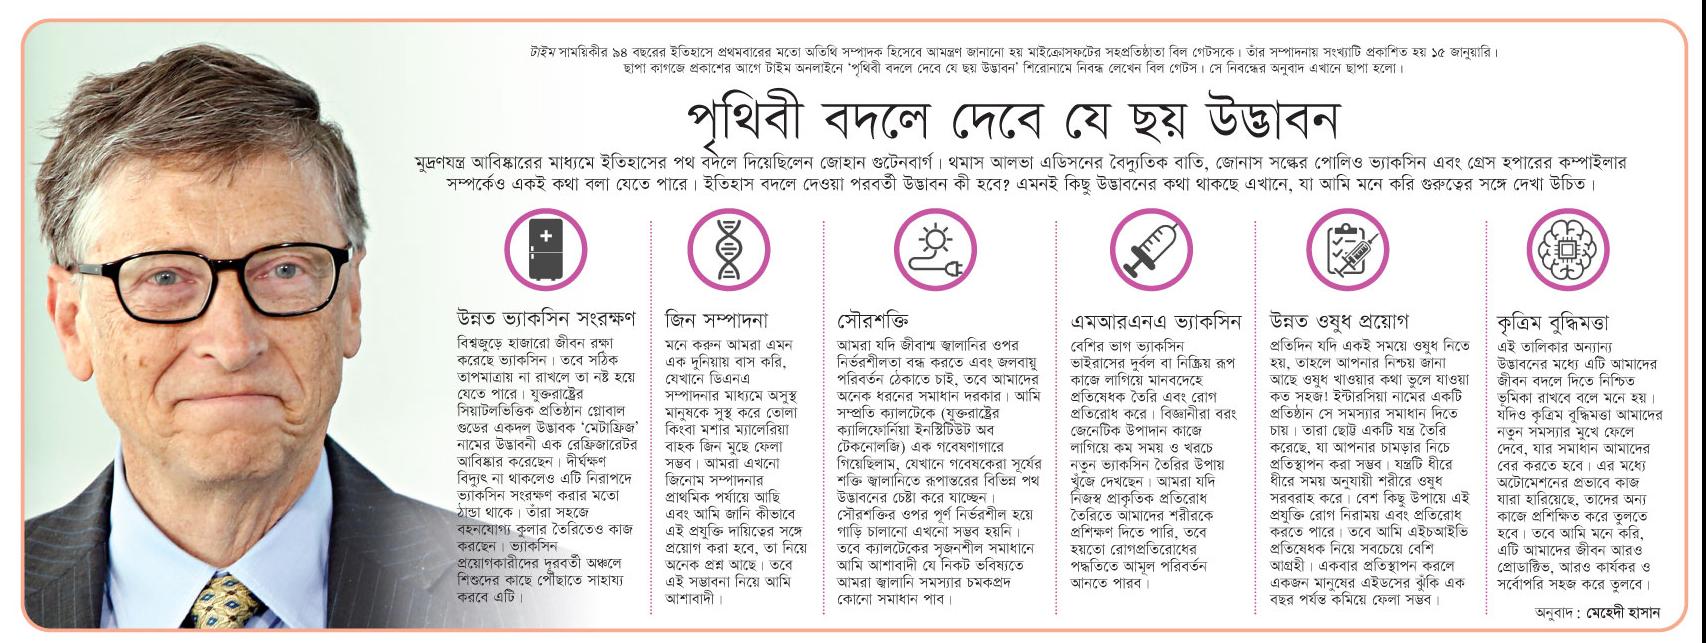 টাইম সাময়িকীর ৯৪ বছরের ইতিহাসে প্রথমবারের মতো অতিথি সম্পাদক হিসেবে আমন্ত্রণ জানানো হয় মাইক্রোসফটের সহপ্রতিষ্ঠাতা বিল গেটসকে। তাঁর সম্পাদনায় সংখ্যাটি প্রকাশিত হয় ১৫ জানুয়ারি।
ছাপা কাগজে প্রকাশের আগে টাইম অনলাইনে ‘পৃথিবী বদলে দেবে যে ছয় উদ্ভাবন’ শিরোনামে নিবন্ধ লেখেন বিল গেটস। সে নিবন্ধের অনুবাদ এখানে ছাপা হলো।
পৃথিবী বদলে দেবে যে ছয় উদ্ভাবন
মুদ্রণযন্ত্র আবিষ্কারের মাধ্যমে ইতিহাসের পথ বদলে দিয়েছিলেন জোহান গুটেনবার্গ। থমাস আলভা এডিসনের বৈদ্যুতিক বাতি, জোনাস সল্কের পোলিও ভ্যাকসিন এবং গ্রেস হপারের কম্পাইলার
সম্পর্কেও একই কথা বলা যেতে পারে। ইতিহাস বদলে দেওয়া পরবর্তী উদ্ভাবন কী হবে? এমনই কিছু উদ্ভাবনের কথা থাকছে এখানে, যা আমি মনে করি গুরুত্বের সঙ্গে দেখা উচিত।
উন্নত ভ্যাকসিন সংরক্ষণ
বিশ্বজুড়ে হাজারো জীবন রক্ষা
করেছে ভ্যাকসিন। তবে সঠিক
তাপমাত্রায় না রাখলে তা নষ্ট হয়ে
যেতে পারে। যুক্তরাষ্ট্রের
সিয়াটলভিত্তিক প্রতিষ্ঠান গ্লোবাল
গুডের একদল উদ্ভাবক ‘মেটাফ্রিজ’
নামের উদ্ভাবনী এক রেফ্রিজারেটর
আবিষ্কার করেছেন। দীর্ঘক্ষণ
বিদ্যুৎ না থাকলেও এটি নিরাপদে
ভ্যাকসিন সংরক্ষণ করার মতো
ঠান্ডা থাকে। তাঁরা সহজে
বহনযোগ্য কুলার তৈরিতেও কাজ
করছেন। ভ্যাকসিন
প্রয়োগকারীদের দূরবর্তী অঞ্চলে
শিশুদের কাছে পৌঁছাতে সাহায্য
করবে এটি।
জিন সম্পাদনা
মনে করুন আমরা এমন
এক দুনিয়ায় বাস করি,
যেখানে ডিএনএ
সম্পাদনার মাধ্যমে অসুস্থ
মানুষকে সুস্থ করে তোলা
কিংবা মশার ম্যালেরিয়া
বাহক জিন মুছে ফেলা
সম্ভব। আমরা এখনো
জিনোম সম্পাদনার
প্রাথমিক পর্যায়ে আছি
এবং আমি জানি কীভাবে
এই প্রযুক্তি দায়িত্বের সঙ্গে
প্রয়োগ করা হবে, তা নিয়ে
অনেক প্রশ্ন আছে। তবে
এই সম্ভাবনা নিয়ে আমি
আশাবাদী।
সৌরশক্তি
আমরা যদি জীবাশ্ম জ্বালানির ওপর
নির্ভরশীলতা বন্ধ করতে এবং জলবায়ু
পরিবর্তন ঠেকাতে চাই, তবে আমাদের
অনেক ধরনের সমাধান দরকার। আমি
সম্প্রতি ক্যালটেকে (যুক্তরাষ্ট্রের
ক্যালিফোর্নিয়া ইনস্টিটিউট অব
টেকনোলজি) এক গবেষণাগারে
গিয়েছিলাম, যেখানে গবেষকেরা সূর্যের
শক্তি জ্বালানিতে রূপান্তরের বিভিন্ন পথ
উদ্ভাবনের চেষ্টা করে যাচ্ছেন।
সৌরশক্তির ওপর পূর্ণ নির্ভরশীল হয়ে
গাড়ি চালানো এখনো সম্ভব হয়নি।
তবে ক্যালটেকের সৃজনশীল সমাধানে
আমি আশাবাদী যে নিকট ভবিষ্যতে
আমরা জ্বালানি সমস্যার চমকপ্রদ
কোনো সমাধান পাব।
এমআরএনএ ভ্যাকসিন
বেশির ভাগ ভ্যাকসিন
ভাইরাসের দুর্বল বা নিষ্ক্রিয় রূপ
কাজে লাগিয়ে মানবদেহে
প্রতিষেধক তৈরি এবং রোগ
প্রতিরোধ করে। বিজ্ঞানীরা বরং
জেনেটিক উপাদান কাজে
লাগিয়ে কম সময় ও খরচে
নতুন ভ্যাকসিন তৈরির উপায়
খুঁজে দেখছেন। আমরা যদি
নিজস্ব প্রাকৃতিক প্রতিরোধ
তৈরিতে আমাদের শরীরকে
প্রশিক্ষণ দিতে পারি, তবে
হয়তো রোগপ্রতিরোধের
পদ্ধতিতে আমূল পরিবর্তন
আনতে পারব।
উন্নত ওষুধ প্রয়োগ
প্রতিদিন যদি একই সময়ে ওষুধ নিতে
হয়, তাহলে আপনার নিশ্চয় জানা
আছে ওষুধ খাওয়ার কথা ভুলে যাওয়া
কত সহজ! ইন্টারসিয়া নামের একটি
প্রতিষ্ঠান সে সমস্যার সমাধান দিতে
চায়। তারা ছোট্ট একটি যন্ত্র তৈরি
করেছে, যা আপনার চামড়ার নিচে
প্রতিস্থাপন করা সম্ভব। যন্ত্রটি ধীরে
ধীরে সময় অনুযায়ী শরীরে ওষুধ
সরবরাহ করে। বেশ কিছু উপায়ে এই
প্রযুক্তি রোগ নিরাময় এবং প্রতিরোধ
করতে পারে। তবে আমি এইচআইভি
প্রতিষেধক নিয়ে সবচেয়ে বেশি
আগ্রহী। একবার প্রতিস্থাপন করলে
একজন মানুষের এইডসের ঝুঁকি এক
বছর পর্যন্ত কমিয়ে ফেলা সম্ভব।
কৃত্রিম বুদ্ধিমত্তা
এই তালিকার অন্যান্য
উদ্ভাবনের মধ্যে এটি আমাদের
জীবন বদলে দিতে নিশ্চিত
ভূমিকা রাখবে বলে মনে হয়।
যদিও কৃত্রিম বুদ্ধিমত্তা আমাদের
নতুন সমস্যার মুখে ফেলে
দেবে, যার সমাধান আমাদের
বের করতে হবে। এর মধ্যে
অটোমেশনের প্রভাবে কাজ
যারা হারিয়েছে, তাদের অন্য
কাজে প্রশিক্ষিত করে তুলতে
হবে। তবে আমি মনে করি,
এটি আমাদের জীবন আরও
প্রোডাক্টিভ, আরও কার্যকর ও
সর্বোপরি সহজ করে তুলবে।
অনুবাদ : মেহেদী হাসান